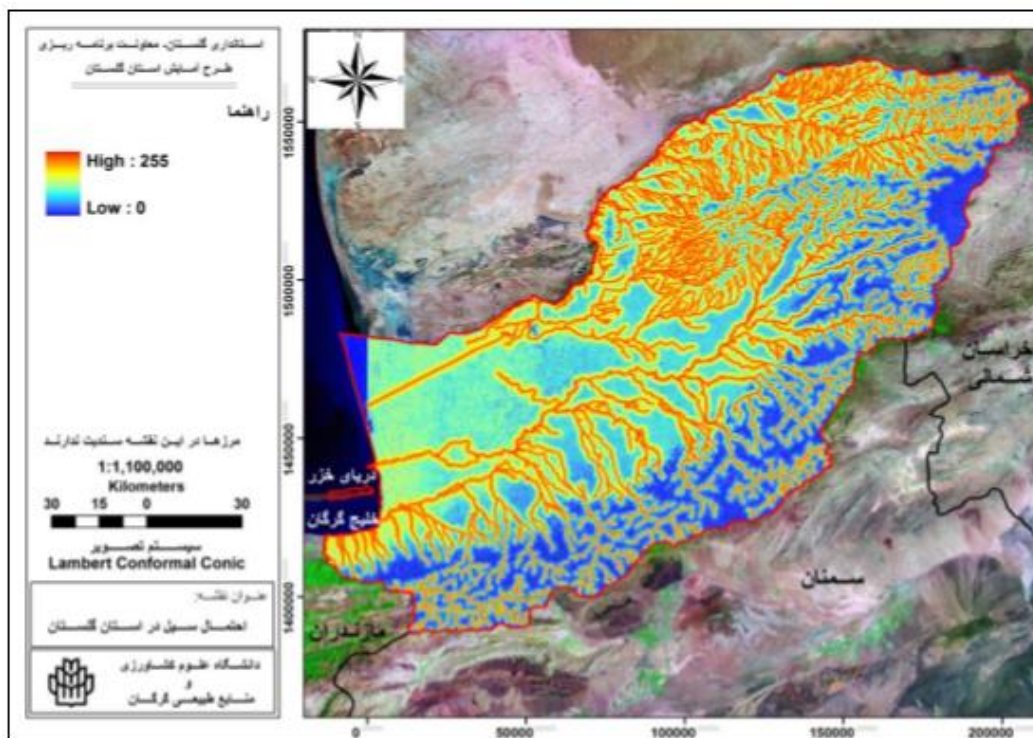 استانداری گلستان، معاونت برنامه ریزی
طرح آمایش استان گلستان
راهنما
High : 255
Low : 0
مرزها در این نقشه سندیت ندارند
1:1,100,000
Kilometers
30 15 0 30
سیستم تصویر
Lambert Conformal Conic
عنوان نقشه:
احتمال سیل در استان گلستان
دانشگاه علوم کشاورزی
و
منابع طبیعی گرگان
1550000
1500000
1450000
1400000
خراسان
شمالی
دریای خزر
خلیج گرگان
سمنان
مازندران
0 50000 100000 150000 200000